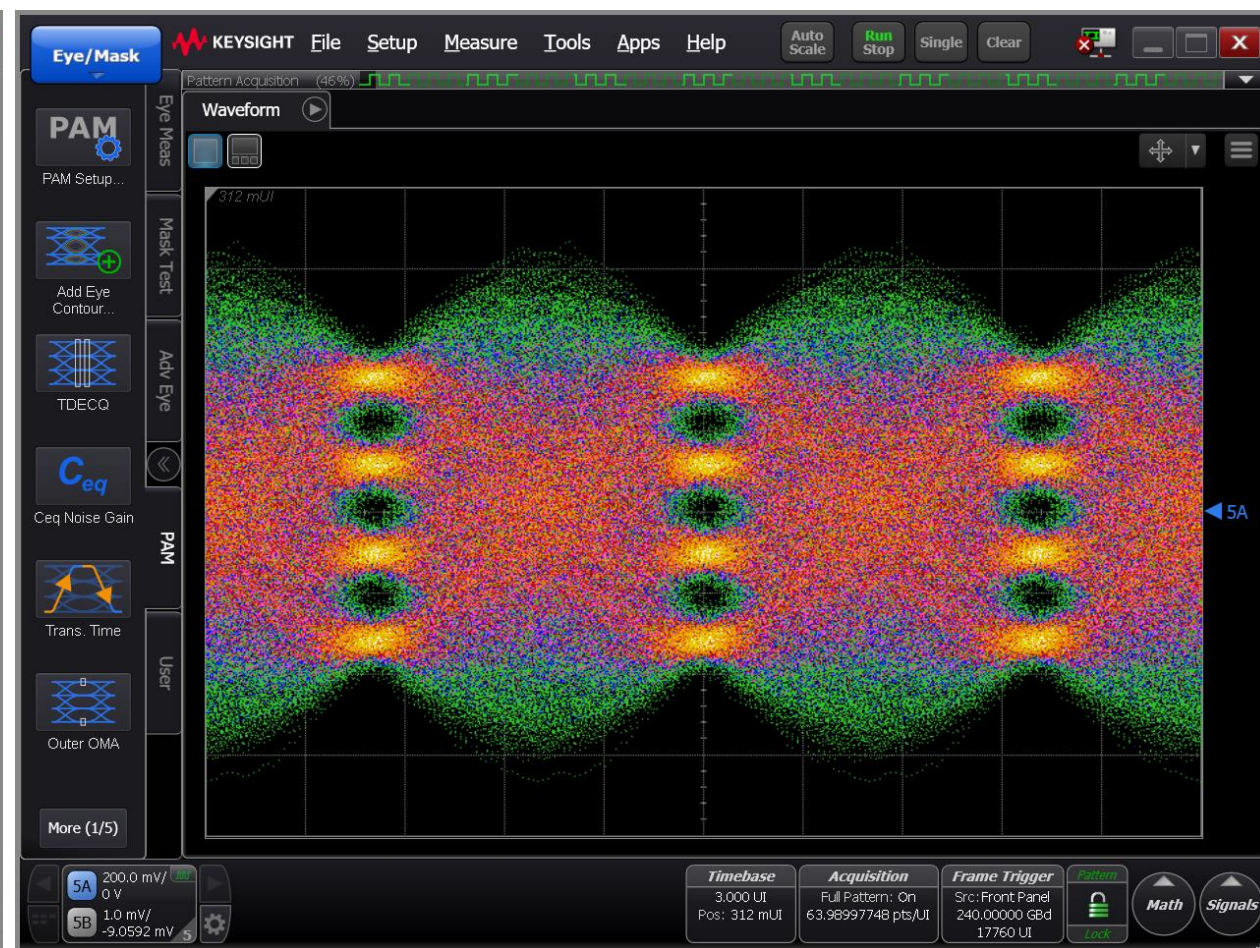 Eye/Mask
KEYSIGHT File Setup Measure Tools Apps Help
Auto Scale
Run Stop
Single
Clear
X
Pattern Acquisition (46%)
Waveform
PAM
PAM Setup...
Add Eye
Contour...
TDECQ
Ceq
Ceq Noise Gain
Trans. Time
Outer OMA
More (1/5)
Eye Meas
Mask Test
Adv Eye
PAM
User
312 mUI
5A
5A 200.0 mV/
0 V
5B 1.0 mV/
-9.0592 mV
5
Timebase
3.000 UI
Pos: 312 mUI
Acquisition
Full Pattern: On
63.98997748 pts/UI
Frame Trigger
Src: Front Panel
240.00000 GBd
17760 UI
Pattern
Lock
Math
Signals